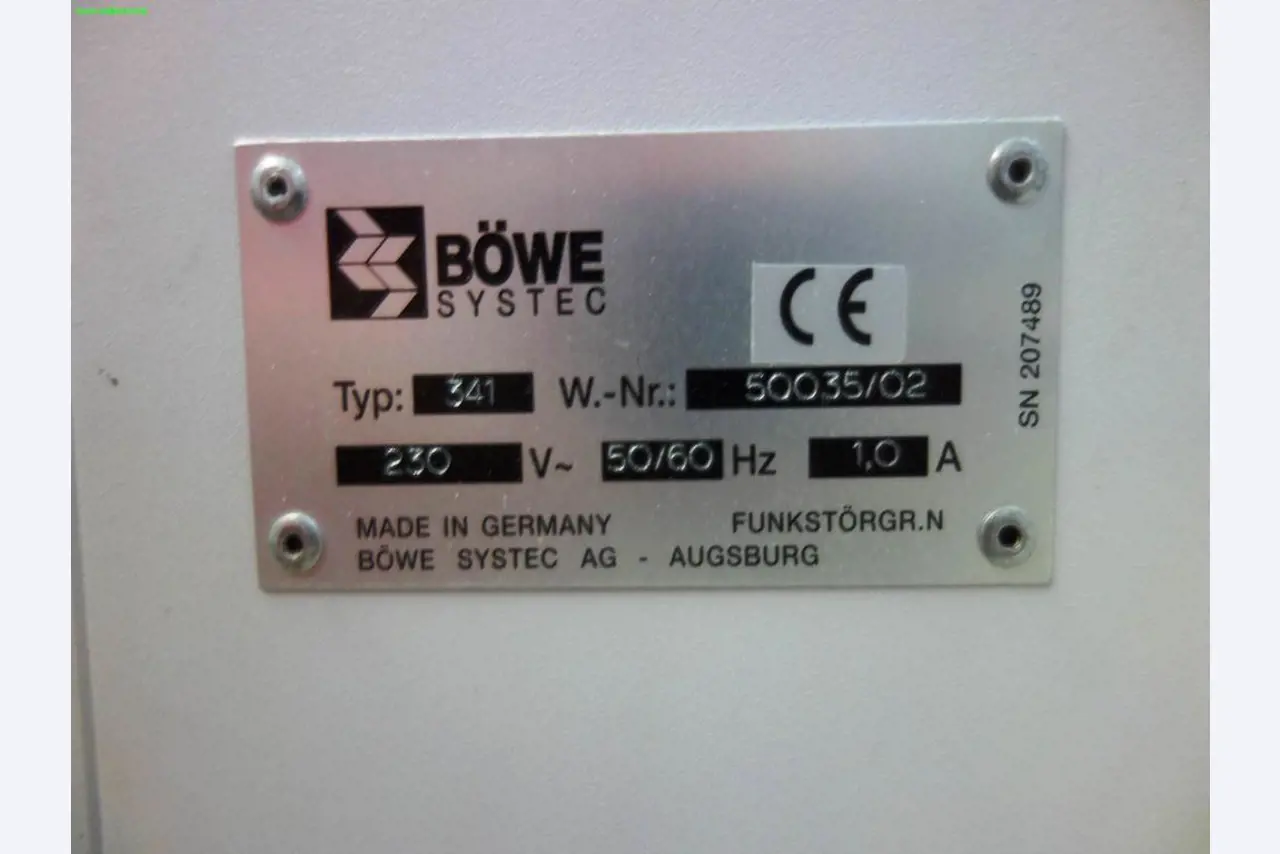 BÖWE
SYSTEC
CE
Typ: 341 W.-Nr.: 50035/02
230 V~ 50/60 Hz 1,0 A
MADE IN GERMANY FUNKSTÖRGR.N
BÖWE SYSTEC AG - AUGSBURG
SN 207489